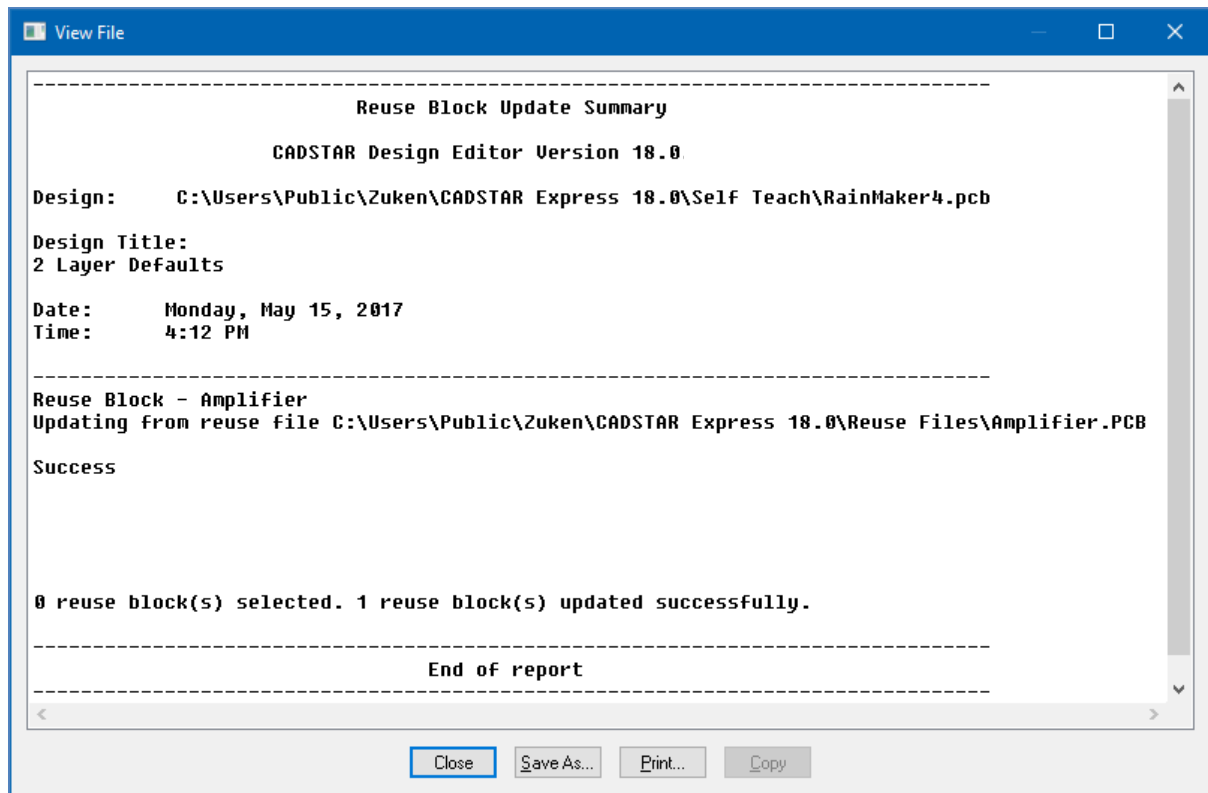 View File
--------------------------------------------------------------------------------
Reuse Block Update Summary
CADSTAR Design Editor Version 18.0
Design: C:\Users\Public\Zuken\CADSTAR Express 18.0\Self Teach\RainMaker4.pcb
Design Title:
2 Layer Defaults
Date: Monday, May 15, 2017
Time: 4:12 PM
--------------------------------------------------------------------------------
Reuse Block - Amplifier
Updating from reuse file C:\Users\Public\Zuken\CADSTAR Express 18.0\Reuse Files\Amplifier.PCB
Success
0 reuse block(s) selected. 1 reuse block(s) updated successfully.
--------------------------------------------------------------------------------
End of report
--------------------------------------------------------------------------------
Close Save As... Print... Copy